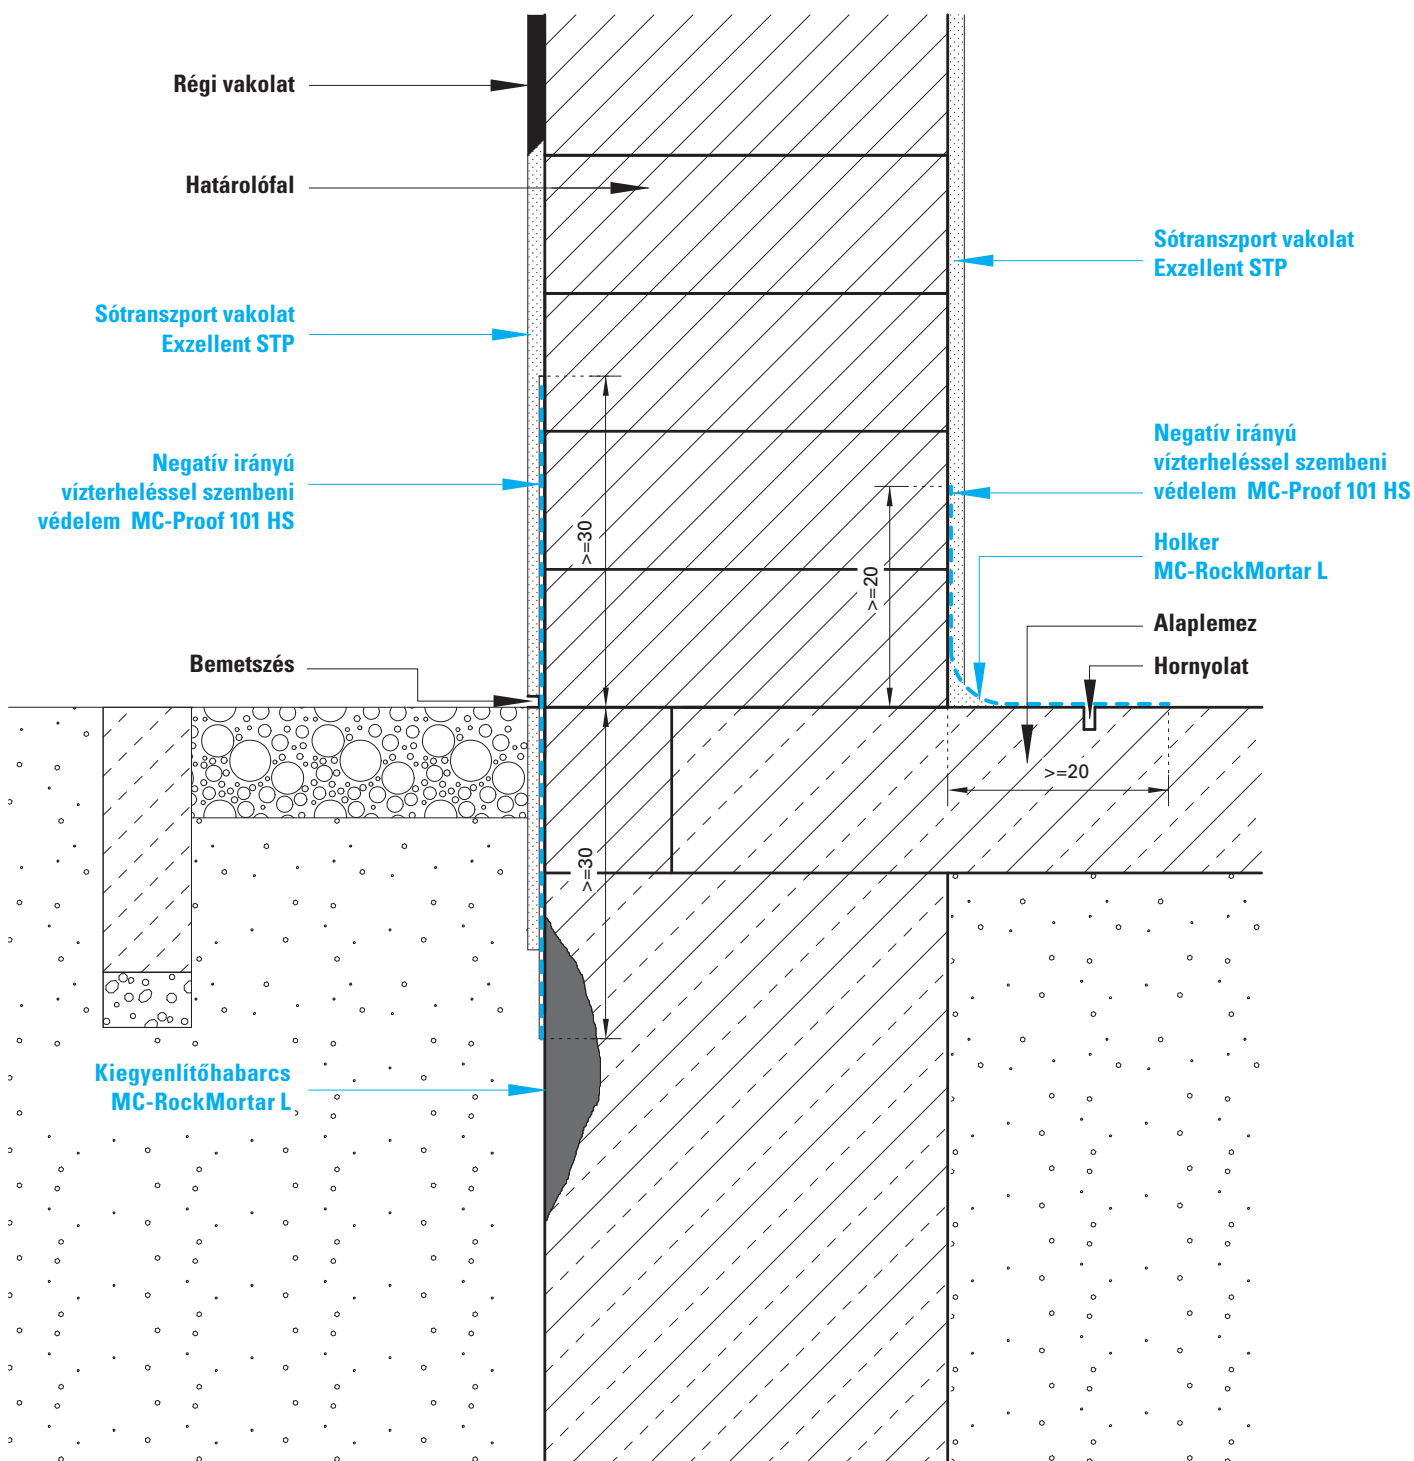 Régi vakolat
Határolófal
Sótranszport vakolat
Exzellent STP
Negatív irányú
vízterheléssel szembeni
védelem MC-Proof 101 HS
Bemetszés
Kiegyenlítőhabarcs
MC-RockMortar L
>=30
>=30
>=20
>=20
Sótranszport vakolat
Exzellent STP
Negatív irányú
vízterheléssel szembeni
védelem MC-Proof 101 HS
Holker
MC-RockMortar L
Alaplemez
Hornyolat